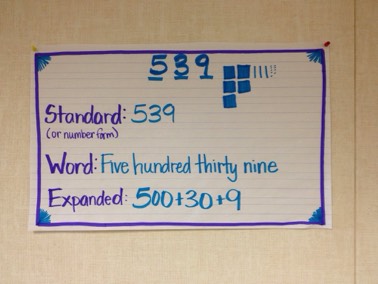 539
Standard: 539
(or number form)
Word: Five hundred thirty nine
Expanded: 500+30+9